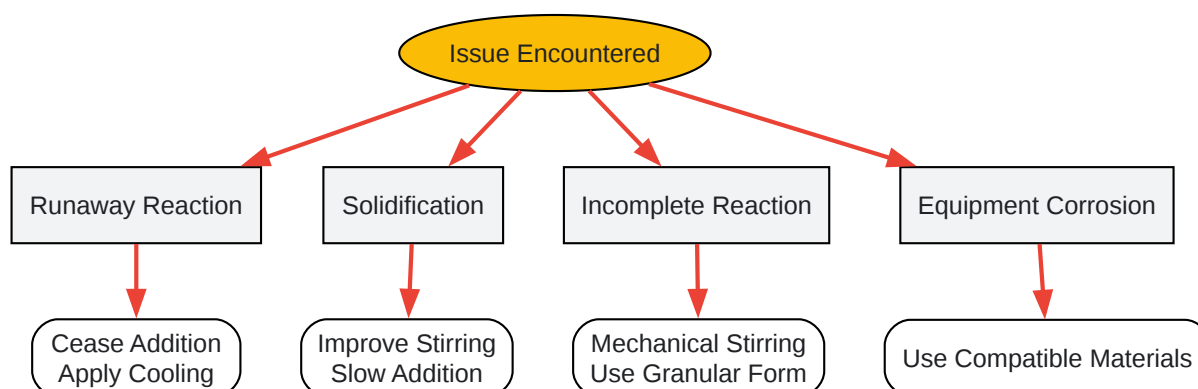 Issue Encountered
Runaway Reaction
Solidification
Incomplete Reaction
Equipment Corrosion
Cease Addition
Apply Cooling
Improve Stirring
Slow Addition
Mechanical Stirring
Use Granular Form
Use Compatible Materials